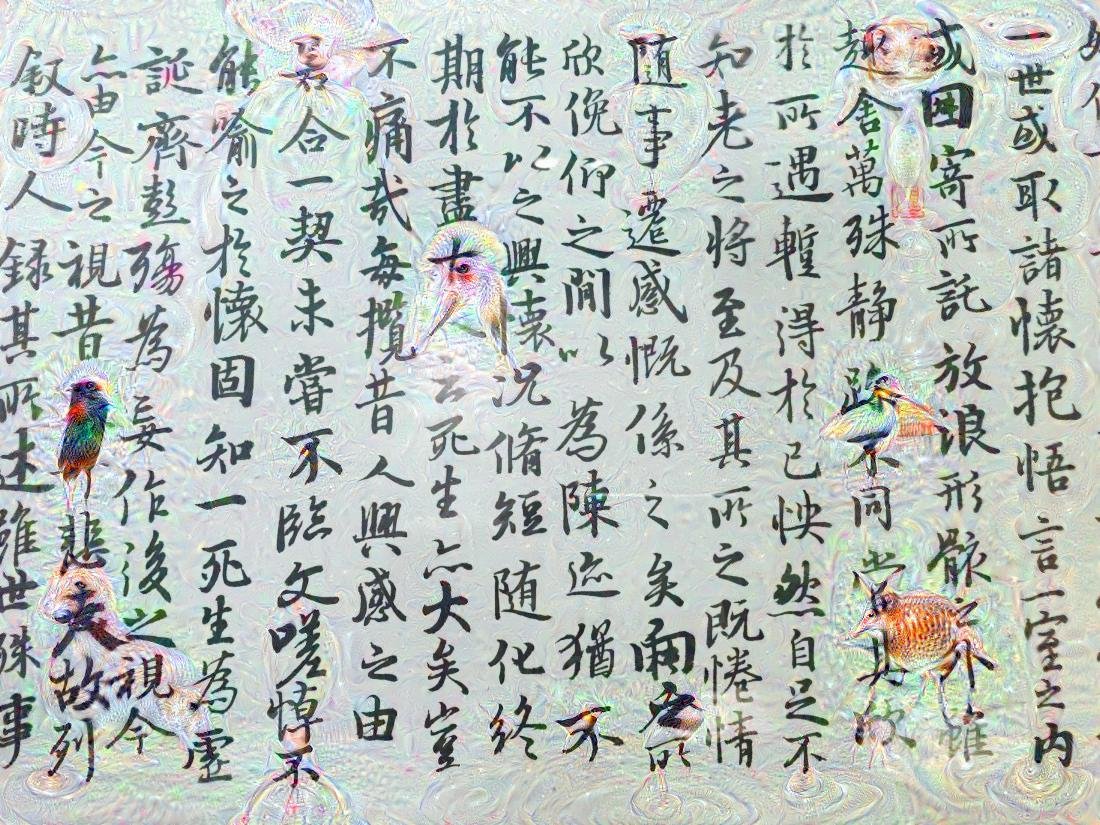 一世或取諸懷抱悟言一室之內
或因寄所託放浪形骸之外雖
趣舍萬殊靜躁不同當其欣
於所遇暫得於己怏然自足不
知老之將至及其所之既惓情
随事遷感慨係之矣向之所
欣俛仰之間以為陳迹猶不
能不以之興懷況脩短随化終
期於盡云死生亦大矣豈
不痛哉每攬昔人興感之由
合一契未嘗不臨文嗟悼不
能喻之於懷固知一死生為虛
誕齊彭殤為妄作後之視今
亦由今之視昔悲夫故列
叙時人録其所述雖世殊事